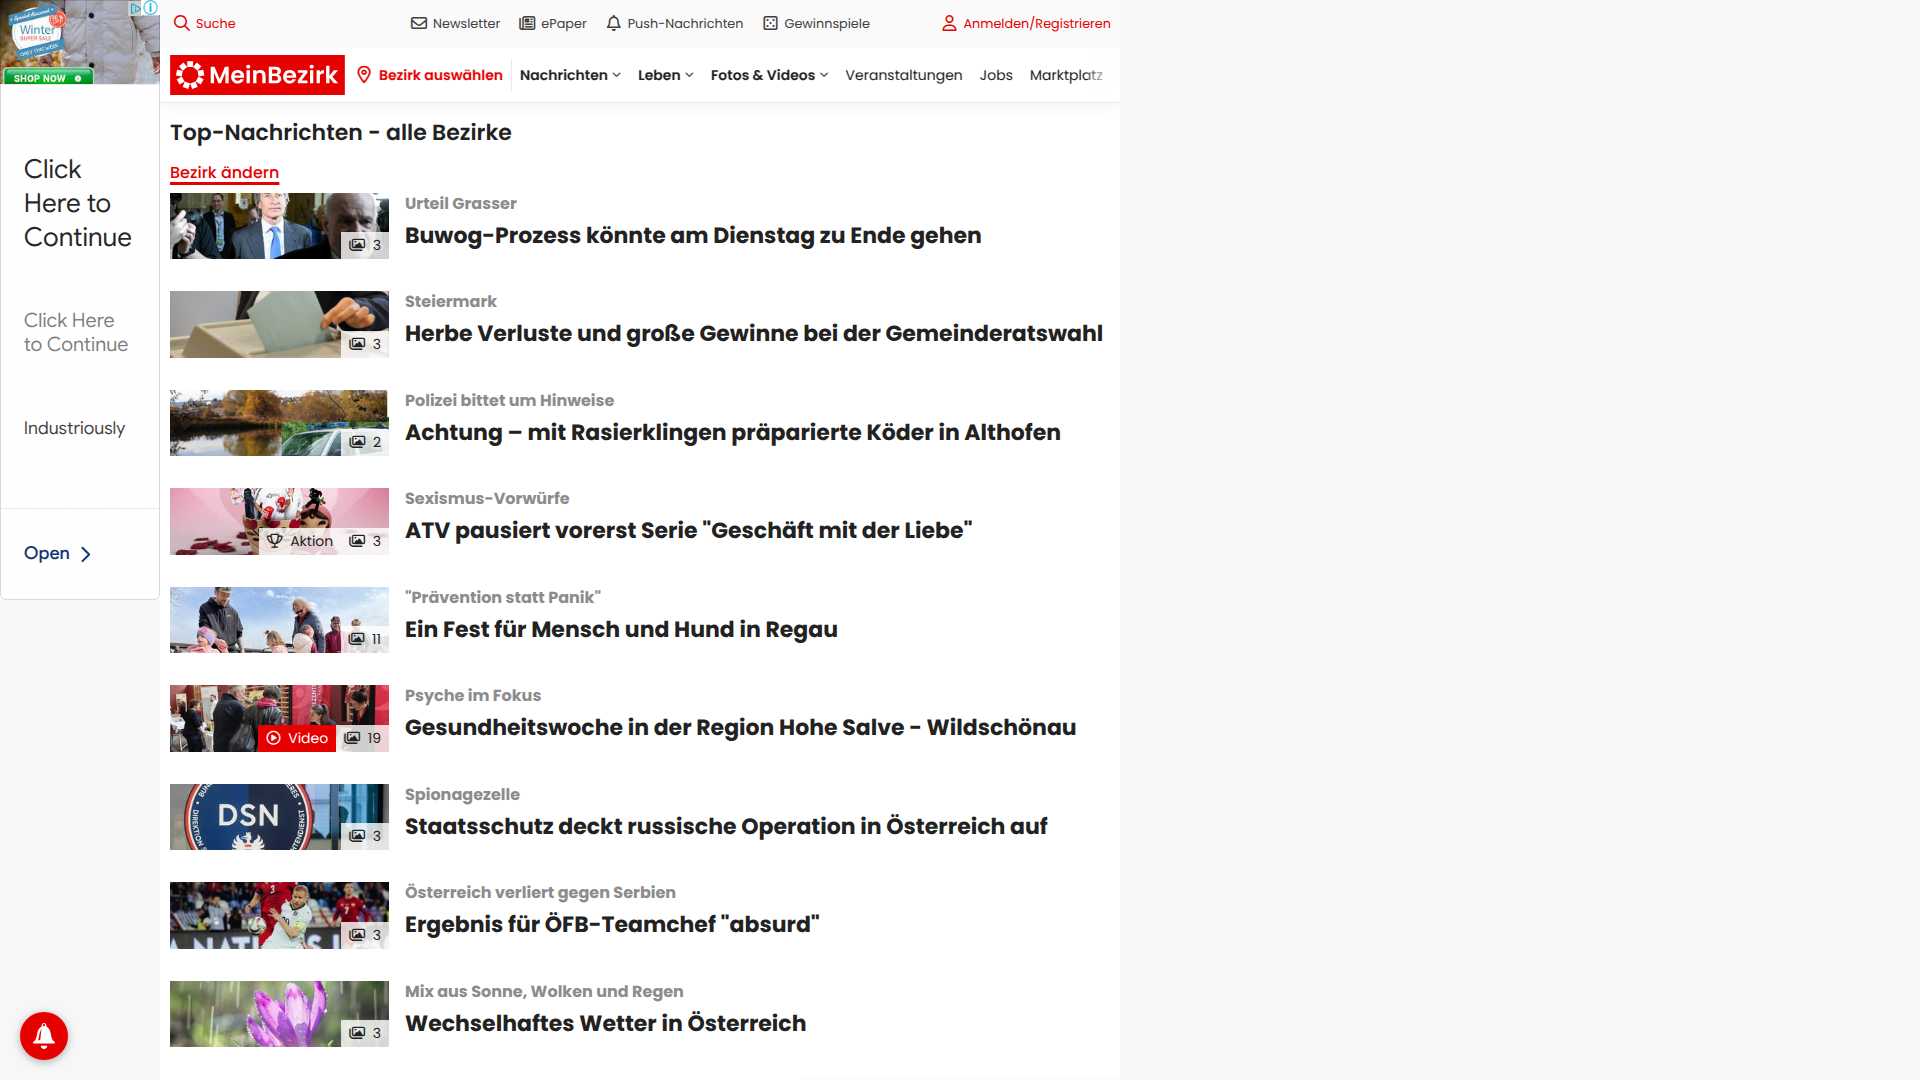 Suche
Newsletter
ePaper
Push-Nachrichten
Gewinnspiele
Anmelden/Registrieren
Winter
SUPER SALE
SHOP NOW
MeinBezirk
Bezirk auswählen
Nachrichten
Leben
Fotos & Videos
Veranstaltungen
Jobs
Marktplatz
Click
Here to
Continue
Click Here
to Continue
Industriously
Open
Top-Nachrichten - alle Bezirke
Bezirk ändern
3
Urteil Grasser
Buwog-Prozess könnte am Dienstag zu Ende gehen
3
Steiermark
Herbe Verluste und große Gewinne bei der Gemeinderatswahl
2
Polizei bittet um Hinweise
Achtung – mit Rasierklingen präparierte Köder in Althofen
Aktion 3
Sexismus-Vorwürfe
ATV pausiert vorerst Serie "Geschäft mit der Liebe"
11
"Prävention statt Panik"
Ein Fest für Mensch und Hund in Regau
Video 19
Psyche im Fokus
Gesundheitswoche in der Region Hohe Salve - Wildschönau
DSN
3
Spionagezelle
Staatsschutz deckt russische Operation in Österreich auf
3
Österreich verliert gegen Serbien
Ergebnis für ÖFB-Teamchef "absurd"
3
Mix aus Sonne, Wolken und Regen
Wechselhaftes Wetter in Österreich